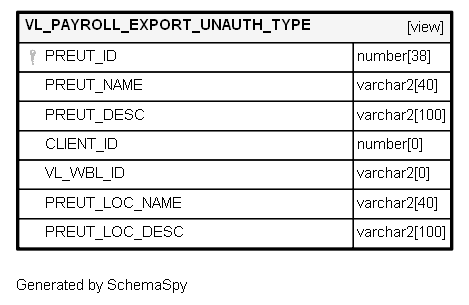 VL_PAYROLL_EXPORT_UNAUTH_TYPE [view]
PREUT_ID number[38]
PREUT_NAME varchar2[40]
PREUT_DESC varchar2[100]
CLIENT_ID number[0]
VL_WBL_ID varchar2[0]
PREUT_LOC_NAME varchar2[40]
PREUT_LOC_DESC varchar2[100]
Generated by SchemaSpy